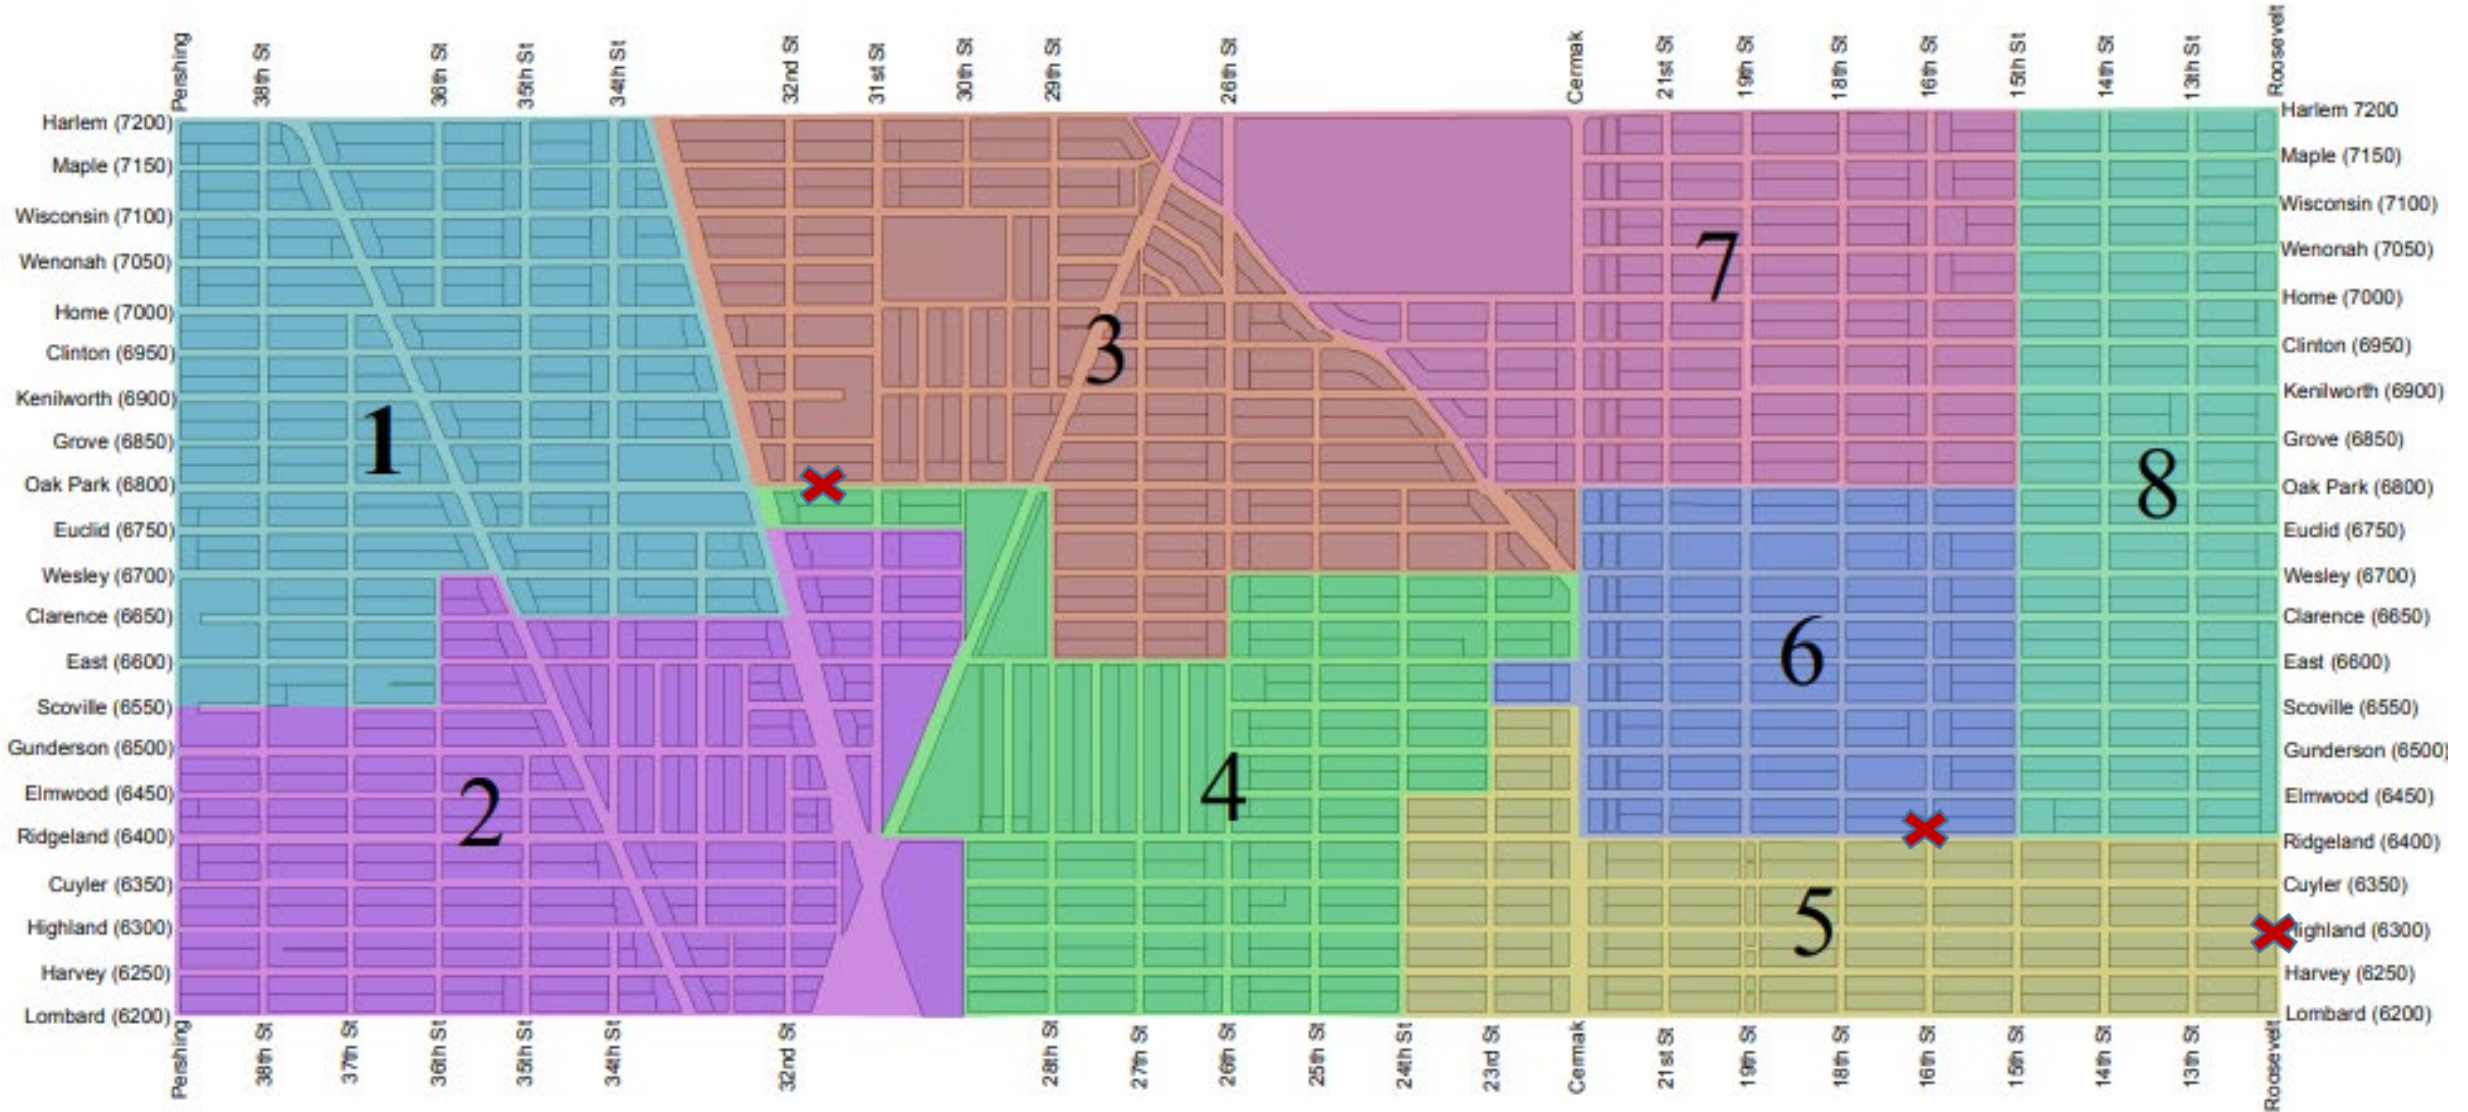 Pershing
38th St
36th St
35th St
34th St
32nd St
31st St
30th St
29th St
26th St
Cermak
21st St
19th St
18th St
16th St
15th St
14th St
13th St
Roosevelt
Harlem (7200)
Maple (7150)
Wisconsin (7100)
Wenonah (7050)
Home (7000)
Clinton (6950)
Kenilworth (6900)
Grove (6850)
Oak Park (6800)
Euclid (6750)
Wesley (6700)
Clarence (6650)
East (6600)
Scoville (6550)
Gunderson (6500)
Elmwood (6450)
Ridgeland (6400)
Cuyler (6350)
Highland (6300)
Harvey (6250)
Lombard (6200)
1
2
3
4
5
6
7
8
Harlem 7200
Maple (7150)
Wisconsin (7100)
Wenonah (7050)
Home (7000)
Clinton (6950)
Kenilworth (6900)
Grove (6850)
Oak Park (6800)
Euclid (6750)
Wesley (6700)
Clarence (6650)
East (6600)
Scoville (6550)
Gunderson (6500)
Elmwood (6450)
Ridgeland (6400)
Cuyler (6350)
Highland (6300)
Harvey (6250)
Lombard (6200)
Pershing
38th St
37th St
36th St
35th St
34th St
32nd St
28th St
27th St
26th St
25th St
24th St
23rd St
Cermak
21st St
19th St
18th St
16th St
15th St
14th St
13th St
Roosevelt